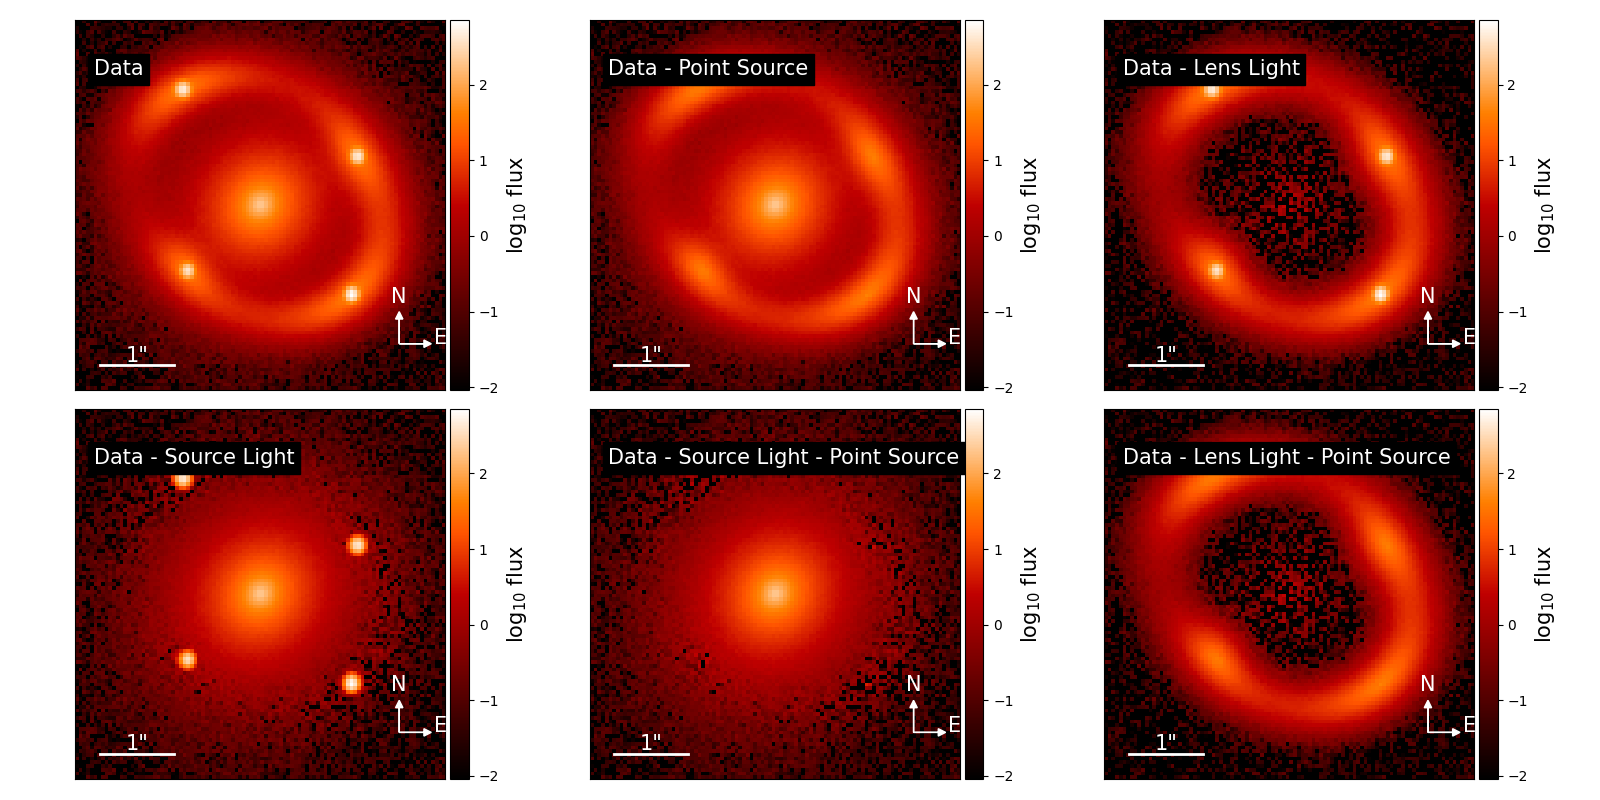 Data
2
1
0
−1
−2
log10 flux
N
E
1"
Data - Point Source
2
1
0
−1
−2
log10 flux
N
E
1"
Data - Lens Light
2
1
0
−1
−2
log10 flux
N
E
1"
Data - Source Light
2
1
0
−1
−2
log10 flux
N
E
1"
Data - Source Light - Point Source
2
1
0
−1
−2
log10 flux
N
E
1"
Data - Lens Light - Point Source
2
1
0
−1
−2
log10 flux
N
E
1"